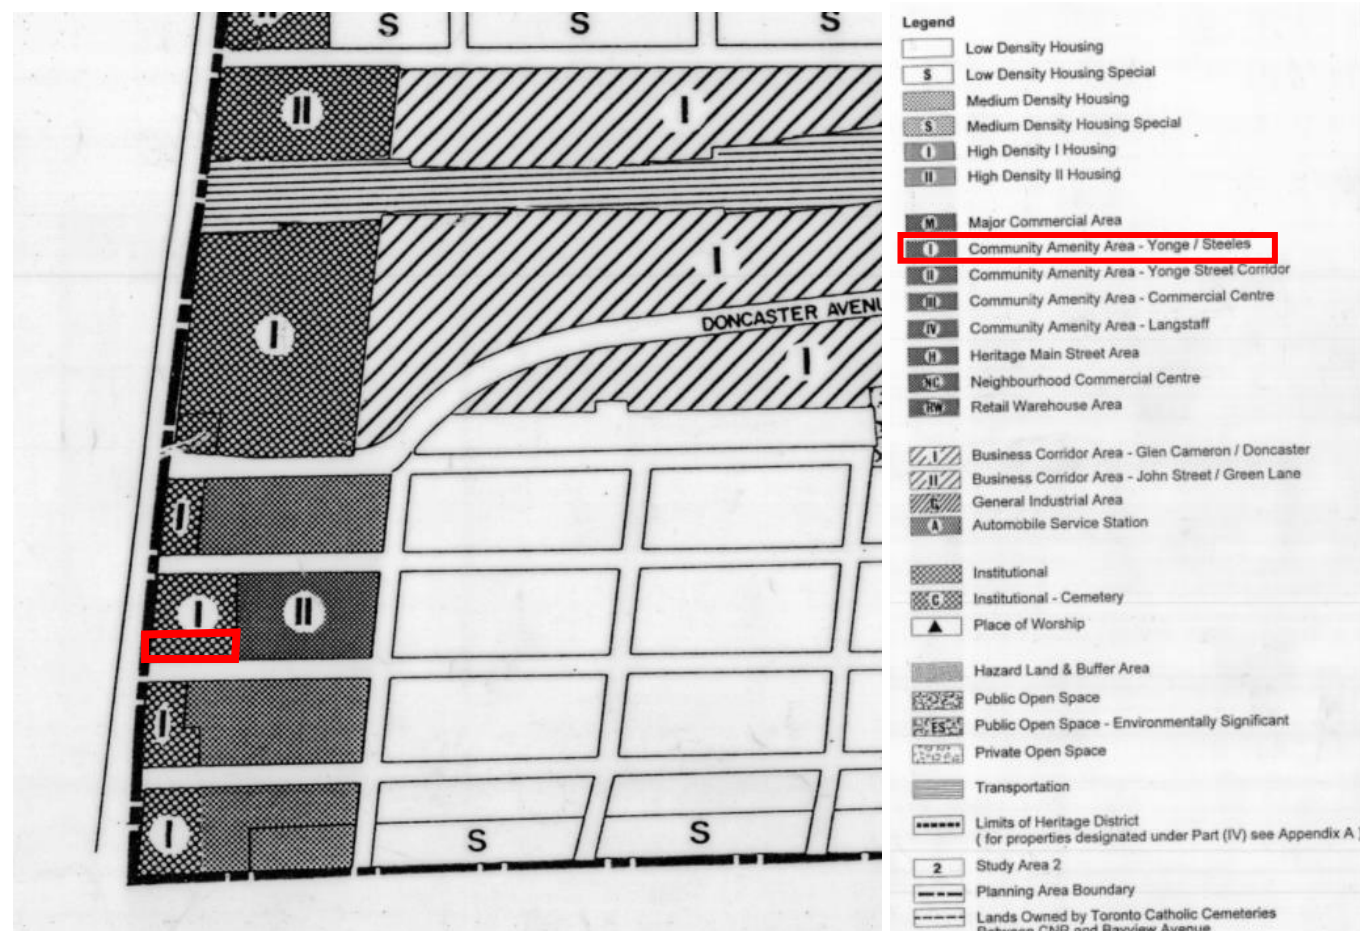 II
S
S
S
II
I
I
I
DONCASTER AVENU
I
I
I
II
I
I
S
S
Legend
Low Density Housing
S Low Density Housing Special
Medium Density Housing
S Medium Density Housing Special
I High Density I Housing
II High Density II Housing
M Major Commercial Area
I Community Amenity Area - Yonge / Steeles
II Community Amenity Area - Yonge Street Corridor
III Community Amenity Area - Commercial Centre
IV Community Amenity Area - Langstaff
H Heritage Main Street Area
NC Neighbourhood Commercial Centre
RW Retail Warehouse Area
I Business Corridor Area - Glen Cameron / Doncaster
II Business Corridor Area - John Street / Green Lane
G General Industrial Area
A Automobile Service Station
Institutional
C Institutional - Cemetery
Place of Worship
Hazard Land & Buffer Area
Public Open Space
ES Public Open Space - Environmentally Significant
Private Open Space
Transportation
Limits of Heritage District
( for properties designated under Part (IV) see Appendix A )
2 Study Area 2
Planning Area Boundary
Lands Owned by Toronto Catholic Cemeteries
Between CNR and Bayview Avenue